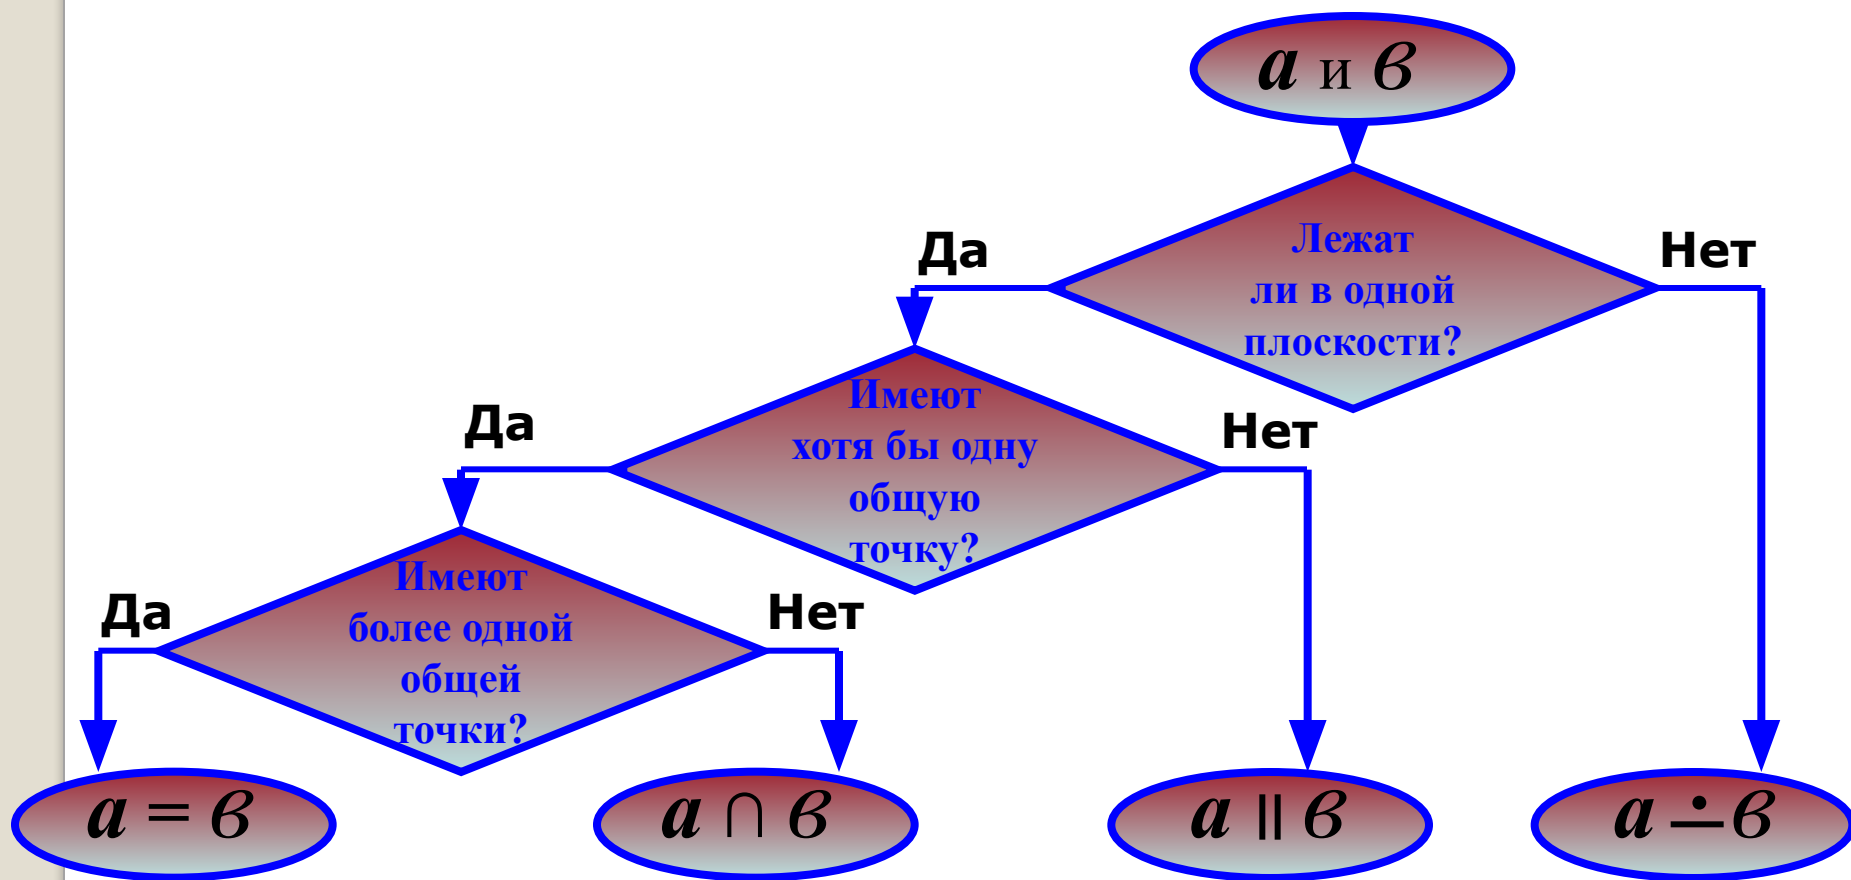 а и в
Да
Лежат
ли в одной
плоскости?
Нет
Да
Имеют
хотя бы одну
общую
точку?
Нет
Да
Имеют
более одной
общей
точки?
Нет
а = в
а ∩ в
а || в
а ∸ в